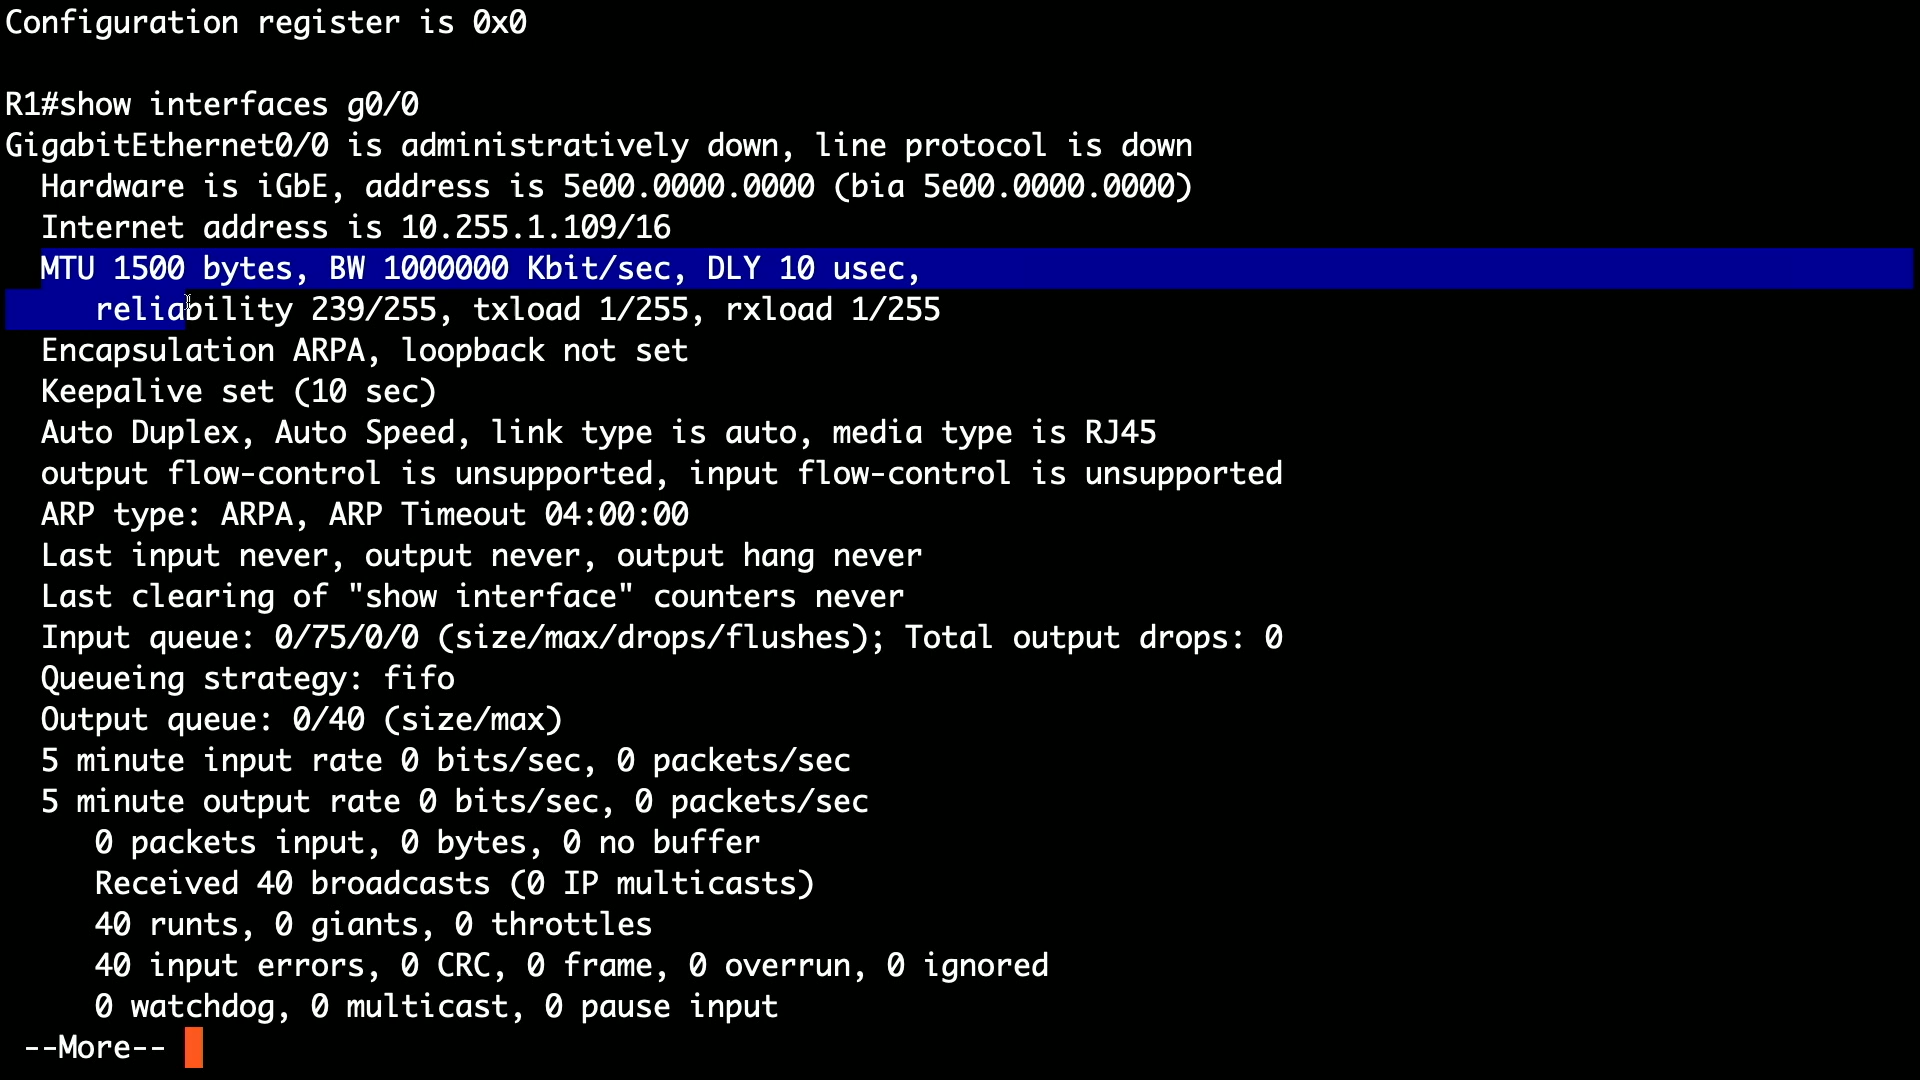 Configuration register is 0x0
R1#show interfaces g0/0
GigabitEthernet0/0 is administratively down, line protocol is down
Hardware is iGbE, address is 5e00.0000.0000 (bia 5e00.0000.0000)
Internet address is 10.255.1.109/16
MTU 1500 bytes, BW 1000000 Kbit/sec, DLY 10 usec,
reliability 239/255, txload 1/255, rxload 1/255
Encapsulation ARPA, loopback not set
Keepalive set (10 sec)
Auto Duplex, Auto Speed, link type is auto, media type is RJ45
output flow-control is unsupported, input flow-control is unsupported
ARP type: ARPA, ARP Timeout 04:00:00
Last input never, output never, output hang never
Last clearing of "show interface" counters never
Input queue: 0/75/0/0 (size/max/drops/flushes); Total output drops: 0
Queueing strategy: fifo
Output queue: 0/40 (size/max)
5 minute input rate 0 bits/sec, 0 packets/sec
5 minute output rate 0 bits/sec, 0 packets/sec
0 packets input, 0 bytes, 0 no buffer
Received 40 broadcasts (0 IP multicasts)
40 runts, 0 giants, 0 throttles
40 input errors, 0 CRC, 0 frame, 0 overrun, 0 ignored
0 watchdog, 0 multicast, 0 pause input
--More--